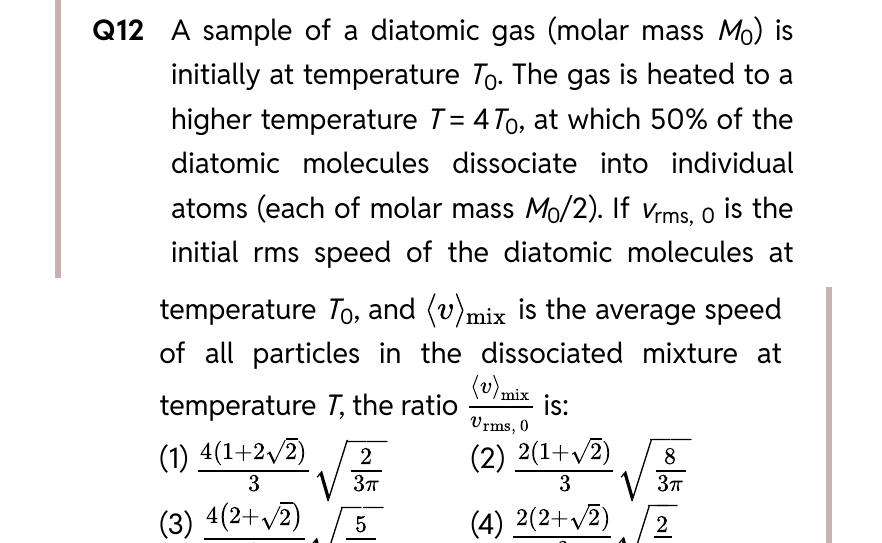 Q12 A sample of a diatomic gas (molar mass M₀) is
initially at temperature T₀. The gas is heated to a
higher temperature T = 4T₀, at which 50% of the
diatomic molecules dissociate into individual
atoms (each of molar mass M₀/2). If v_rms, 0 is the
initial rms speed of the diatomic molecules at
temperature T₀, and ⟨v⟩_mix is the average speed
of all particles in the dissociated mixture at
temperature T, the ratio ⟨v⟩_mix / v_rms, 0 is:
(1) 4(1+2√2)/3 √(2/3π) (2) 2(1+√2)/3 √(8/3π)
(3) 4(2+√2) √5 (4) 2(2+√2) √2